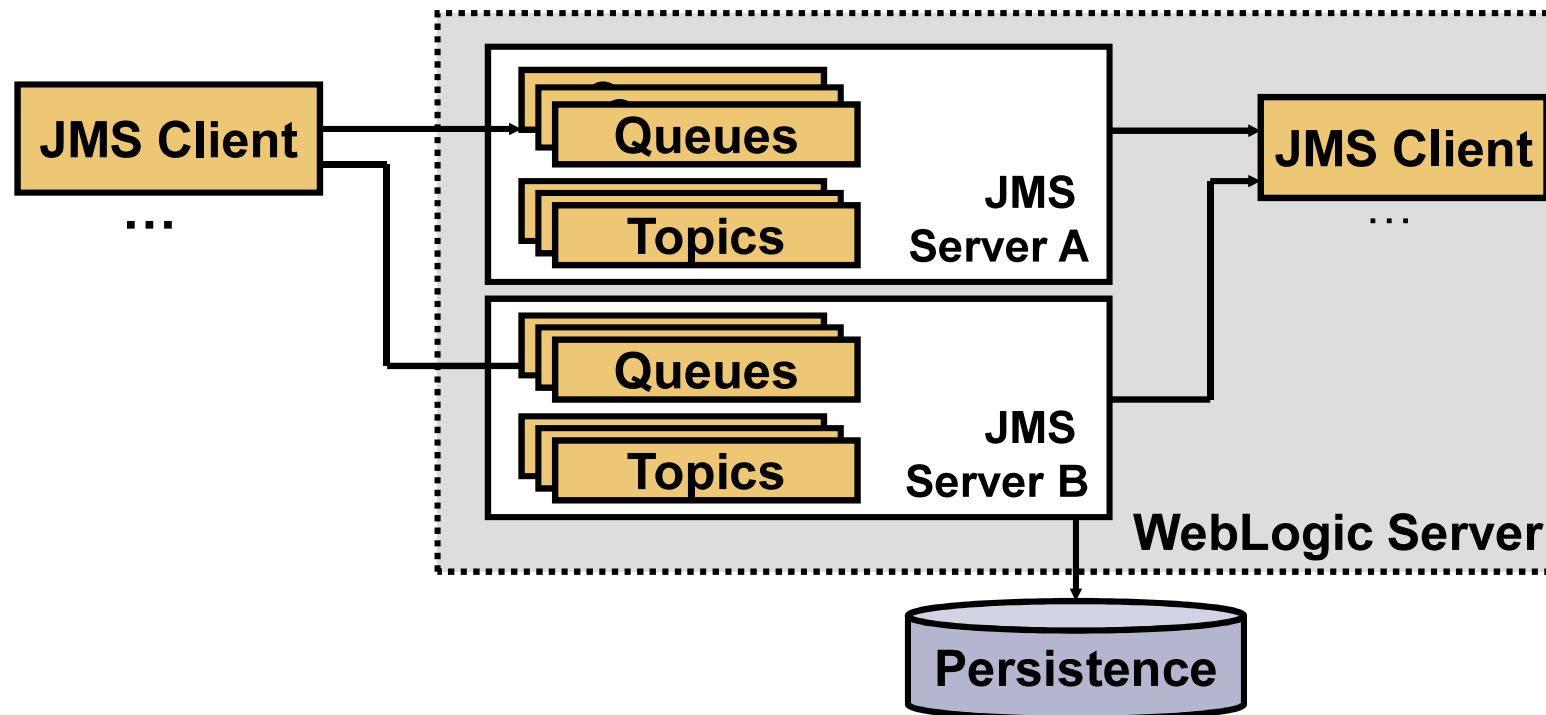 JMS Client
...
Queues
Topics
JMS
Server A
JMS Client
...
Queues
Topics
JMS
Server B
WebLogic Server
Persistence